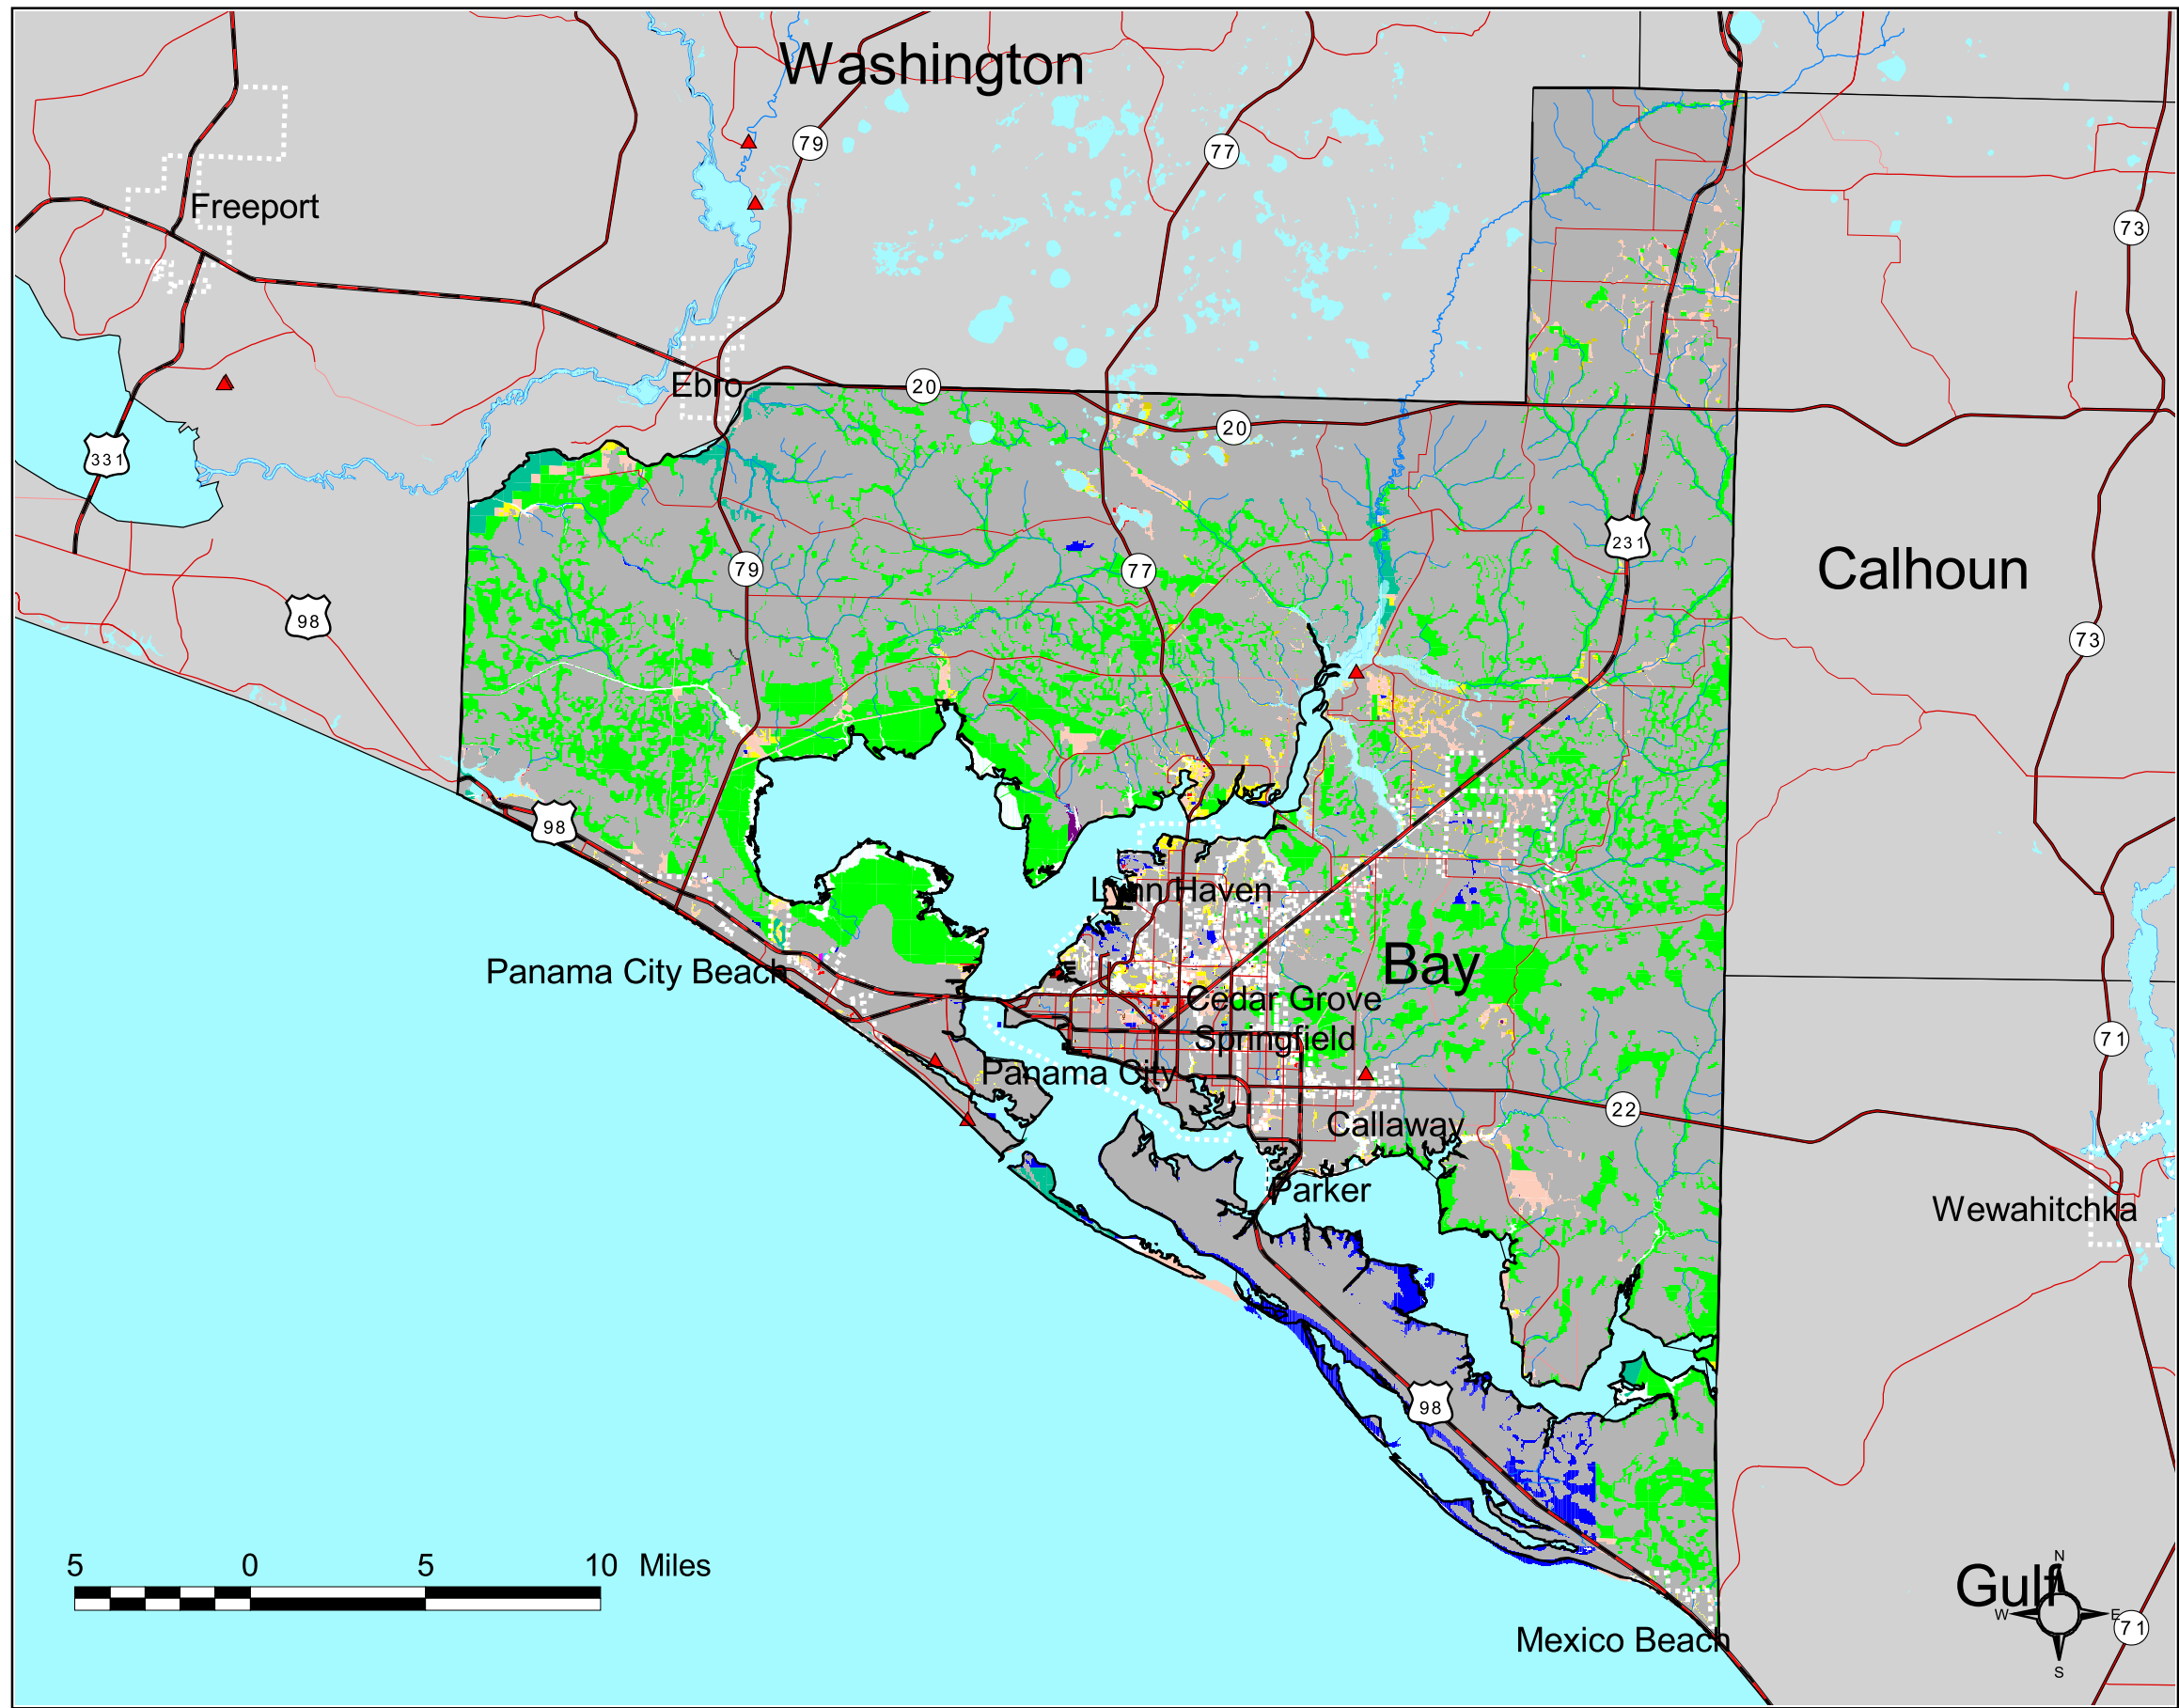 Washington
79
77
Freeport
73
Ebro
20
20
331
231
Calhoun
79
77
98
73
98
Lynn Haven
Bay
Panama City Beach
Cedar Grove
Springfield
71
Panama City
22
Callaway
Parker
Wewahitchka
98
5 0 5 10 Miles
N
Gulf
W E
71
Mexico Beach
S